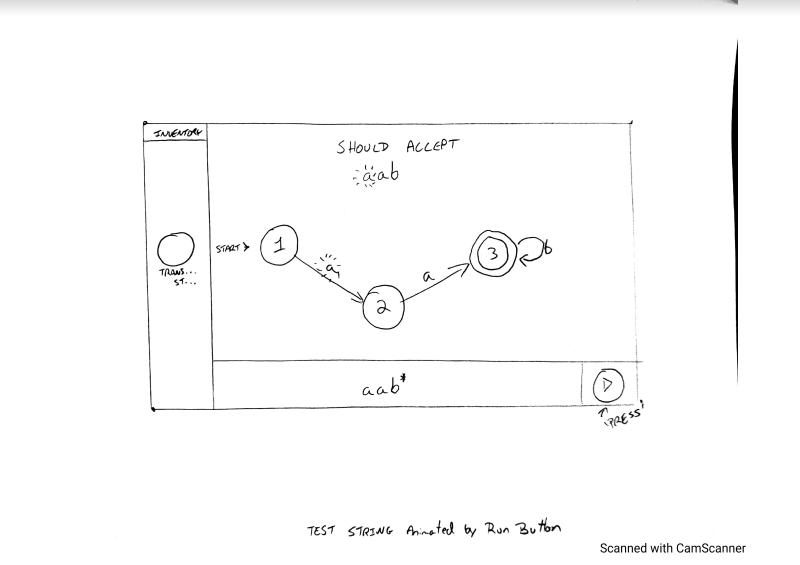 INVENTORY
SHOULD ACCEPT
aab
START
1
a
2
a
3
b
TRANS...
ST...
aab*
"PRESS"
TEST STRING Animated by Run Button
Scanned with CamScanner